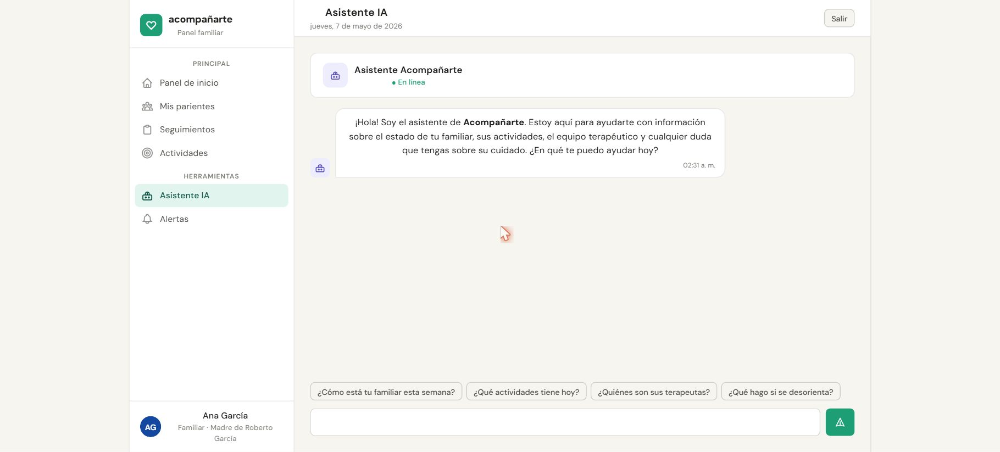 acompañarte
Panel familiar
PRINCIPAL
Panel de inicio
Mis parientes
Seguimientos
Actividades
HERRAMIENTAS
Asistente IA
Alertas
AG
Ana García
Familiar · Madre de Roberto
García
Asistente IA
jueves, 7 de mayo de 2026
Salir
Asistente Acompañarte
● En línea
¡Hola! Soy el asistente de Acompañarte. Estoy aquí para ayudarte con información
sobre el estado de tu familiar, sus actividades, el equipo terapéutico y cualquier duda
que tengas sobre su cuidado. ¿En qué te puedo ayudar hoy?
02:31 a. m.
¿Cómo está tu familiar esta semana?
¿Qué actividades tiene hoy?
¿Quiénes son sus terapeutas?
¿Qué hago si se desorienta?